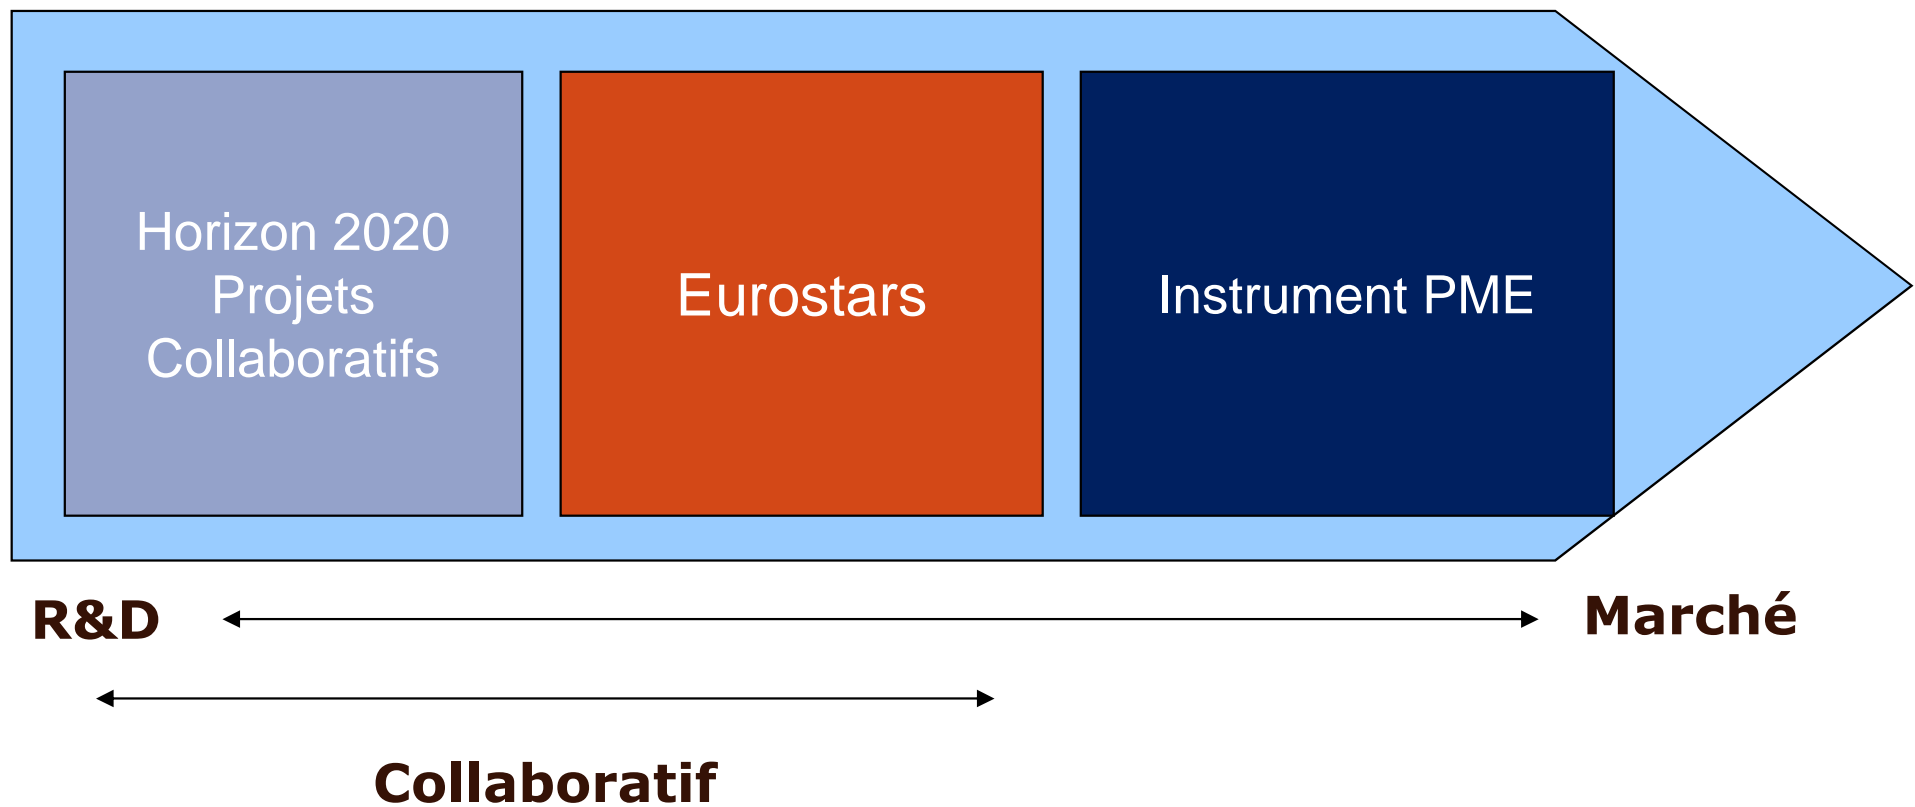 Horizon 2020
Projets
Collaboratifs
Eurostars
Instrument PME
R&D
Marché
Collaboratif